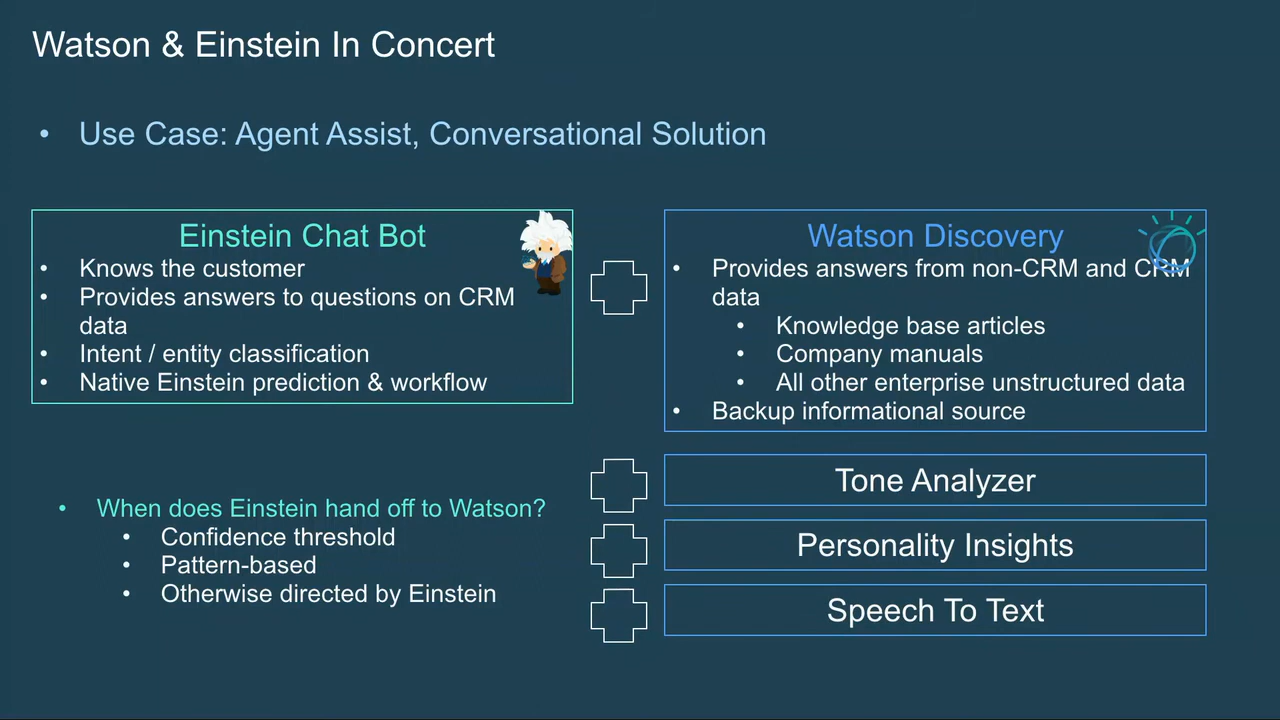 Watson & Einstein In Concert
• Use Case: Agent Assist, Conversational Solution
Einstein Chat Bot
• Knows the customer
• Provides answers to questions on CRM
data
• Intent / entity classification
• Native Einstein prediction & workflow
Watson Discovery
• Provides answers from non-CRM and CRM
data
• Knowledge base articles
• Company manuals
• All other enterprise unstructured data
• Backup informational source
• When does Einstein hand off to Watson?
• Confidence threshold
• Pattern-based
• Otherwise directed by Einstein
Tone Analyzer
Personality Insights
Speech To Text